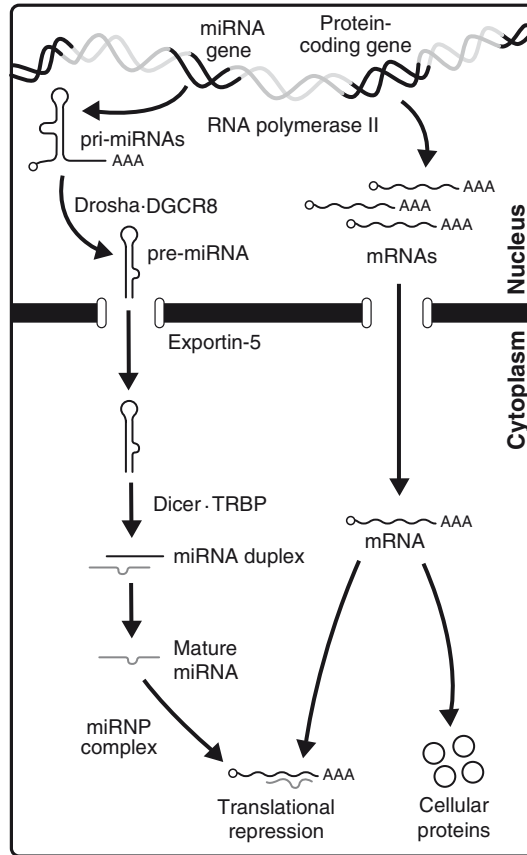 miRNA
gene
Protein-
coding gene
pri-miRNAs
AAA
RNA polymerase II
Drosha·DGCR8
AAA
AAA
AAA
pre-miRNA
mRNAs
Nucleus
Exportin-5
Cytoplasm
Dicer·TRBP
AAA
mRNA
miRNA duplex
Mature
miRNA
miRNP
complex
AAA
Translational
repression
Cellular
proteins